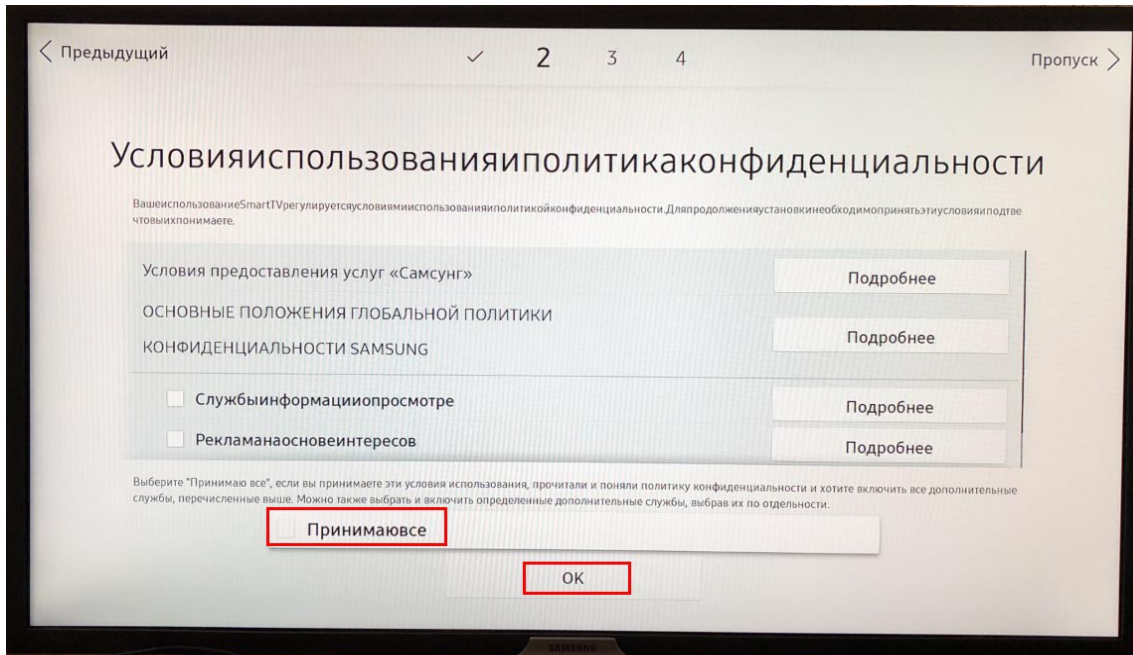 Предыдущий
2 3 4
Пропуск
Условияиспользованияиполитикаконфиденциальности
ВашеиспользованиеSmartTVрегулируетсяусловиямииспользованияиполитикойконфиденциальности.Дляпродолженияустановкинеобходимопринятьэтиусловияиподтве
чтовыихпонимаете.
Условия предоставления услуг «Самсунг»
Подробнее
ОСНОВНЫЕ ПОЛОЖЕНИЯ ГЛОБАЛЬНОЙ ПОЛИТИКИ
КОНФИДЕНЦИАЛЬНОСТИ SAMSUNG
Подробнее
Службыинформацииопросмотре
Подробнее
Рекламанаосновеинтересов
Подробнее
Выберите "Принимаю все", если вы принимаете эти условия использования, прочитали и поняли политику конфиденциальности и хотите включить все дополнительные
службы, перечисленные выше. Можно также выбрать и включить определенные дополнительные службы, выбрав их по отдельности.
Принимаювсе
OK
SAMSUNG